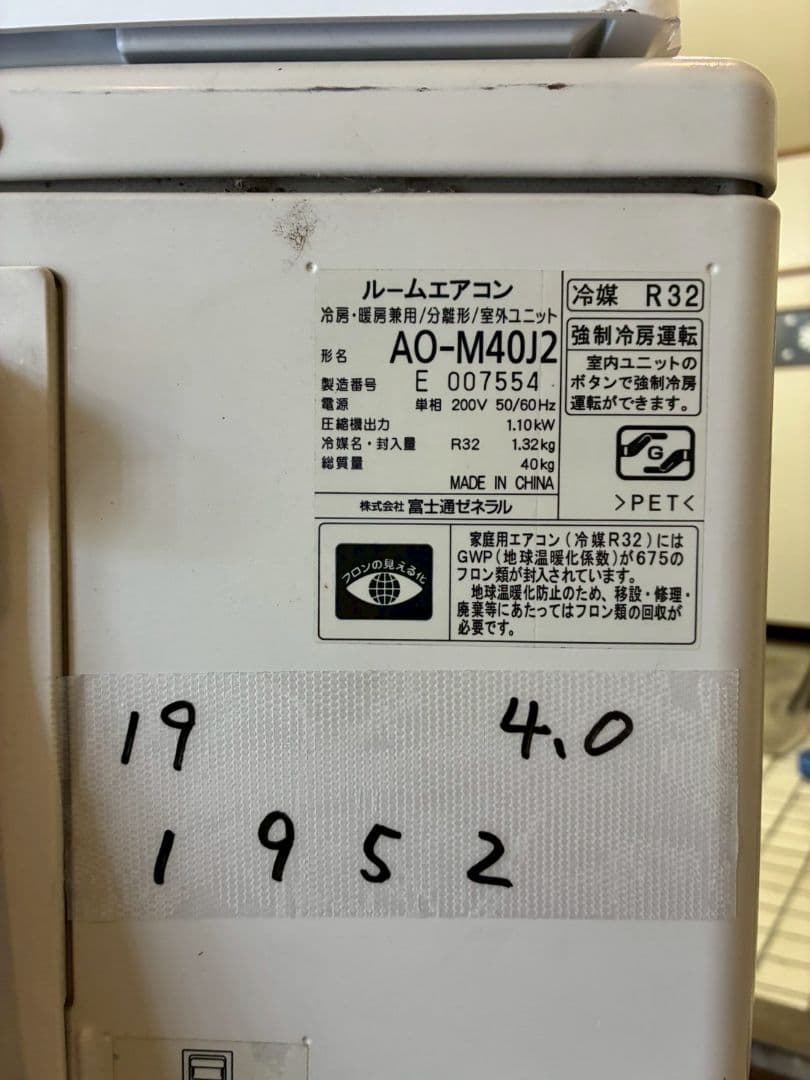 ルームエアコン
冷房・暖房兼用/分離形/室外ユニット
形名 AO-M40J2
製造番号 E 007554
電源 単相 200V 50/60Hz
圧縮機出力 1.10kW
冷媒名・封入量 R32 1.32kg
総質量 40kg
MADE IN CHINA
株式会社 富士通ゼネラル
冷媒 R32
強制冷房運転
室内ユニットの
ボタンで強制冷房
運転ができます。
G
>PET<
フロンの見える化
家庭用エアコン(冷媒R32)には
GWP(地球温暖化係数)が675の
フロン類が封入されています。
地球温暖化防止のため、移設・修理・
廃棄等にあたってはフロン類の回収が
必要です。
19 4.0
1952